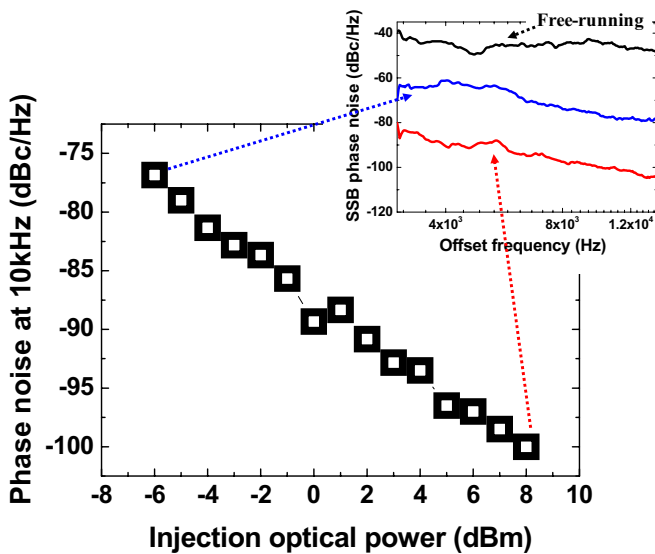 Free-running
SSB phase noise (dBc/Hz)
-40
-60
-80
-100
-120
4x10³
8x10³
1.2x10⁴
Offset frequency (Hz)
Phase noise at 10kHz (dBc/Hz)
-75
-80
-85
-90
-95
-100
-8 -6 -4 -2 0 2 4 6 8 10
Injection optical power (dBm)